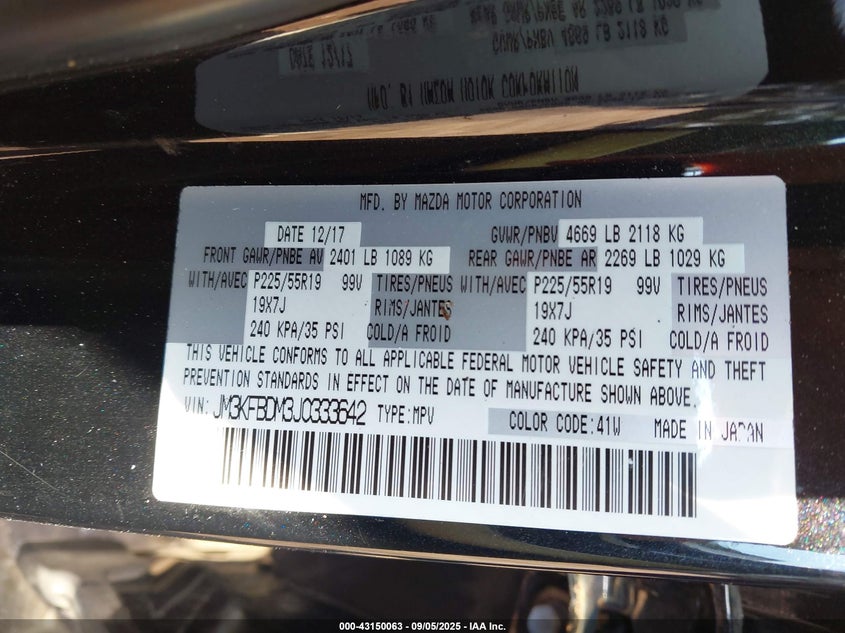 MFD. BY MAZDA MOTOR CORPORATION
DATE 12/17 GVWR/PNBV 4669 LB 2118 KG
FRONT GAWR/PNBE AV 2401 LB 1089 KG REAR GAWR/PNBE AR 2269 LB 1029 KG
WITH/AVEC P225/55R19 99V TIRES/PNEUS WITH/AVEC P225/55R19 99V TIRES/PNEUS
19X7J RIMS/JANTES 19X7J RIMS/JANTES
240 KPA/35 PSI COLD/A FROID 240 KPA/35 PSI COLD/A FROID
THIS VEHICLE CONFORMS TO ALL APPLICABLE FEDERAL MOTOR VEHICLE SAFETY AND THEFT
PREVENTION STANDARDS IN EFFECT ON THE DATE OF MANUFACTURE SHOWN ABOVE.
VIN: JM3KFBDM3J0333642 TYPE:MPV COLOR CODE:41W MADE IN JAPAN
000-43150063 - 09/05/2025 - IAA Inc.